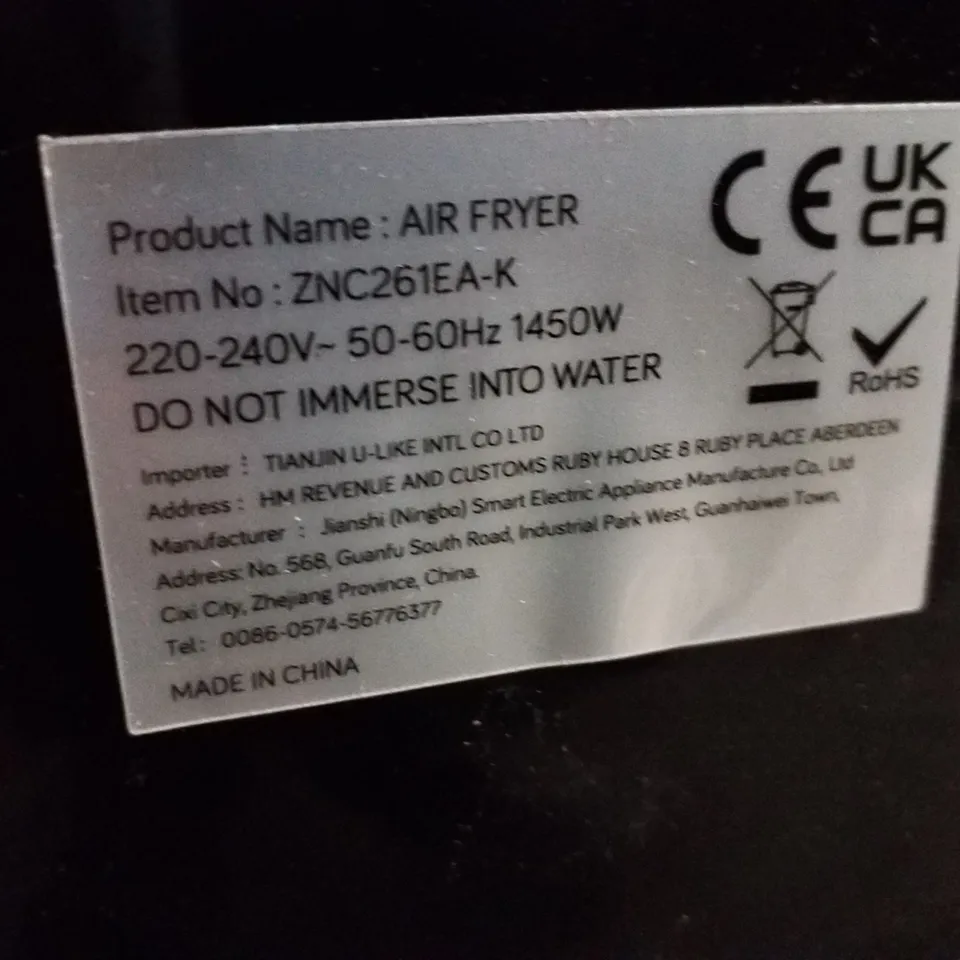 Product Name : AIR FRYER
Item No : ZNC261EA-K
220-240V~ 50-60Hz 1450W
DO NOT IMMERSE INTO WATER
Importer : TIANJIN U-LIKE INTL CO LTD
Address : HM REVENUE AND CUSTOMS RUBY HOUSE 8 RUBY PLACE ABERDEEN
Manufacturer : Jianshi (Ningbo) Smart Electric Appliance Manufacture Co., Ltd
Address: No. 568, Guanfu South Road, Industrial Park West, Guanhaiwei Town,
Cixi City, Zhejiang Province, China.
Tel : 0086-0574-56776377
MADE IN CHINA
CE
UK
CA
RoHS